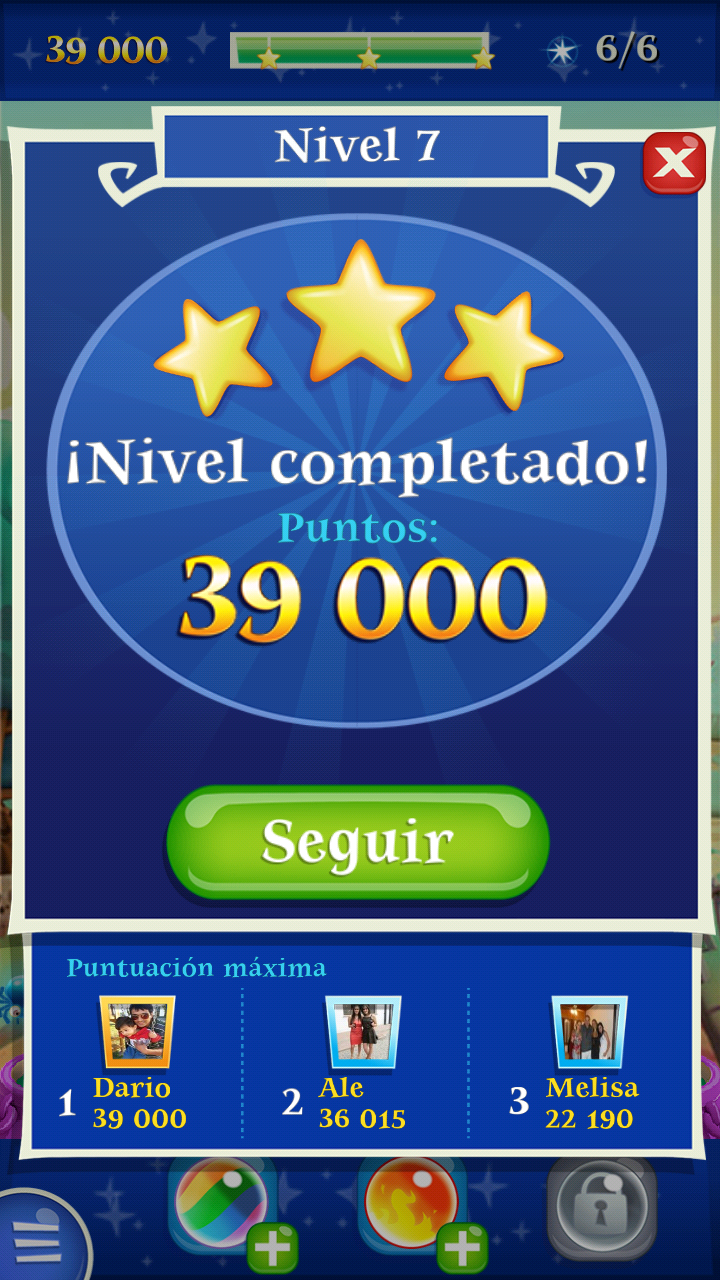 39 000
6/6
Nivel 7
¡Nivel completado!
Puntos:
39 000
Seguir
Puntuación máxima
1 Dario
39 000
2 Ale
36 015
3 Melisa
22 190